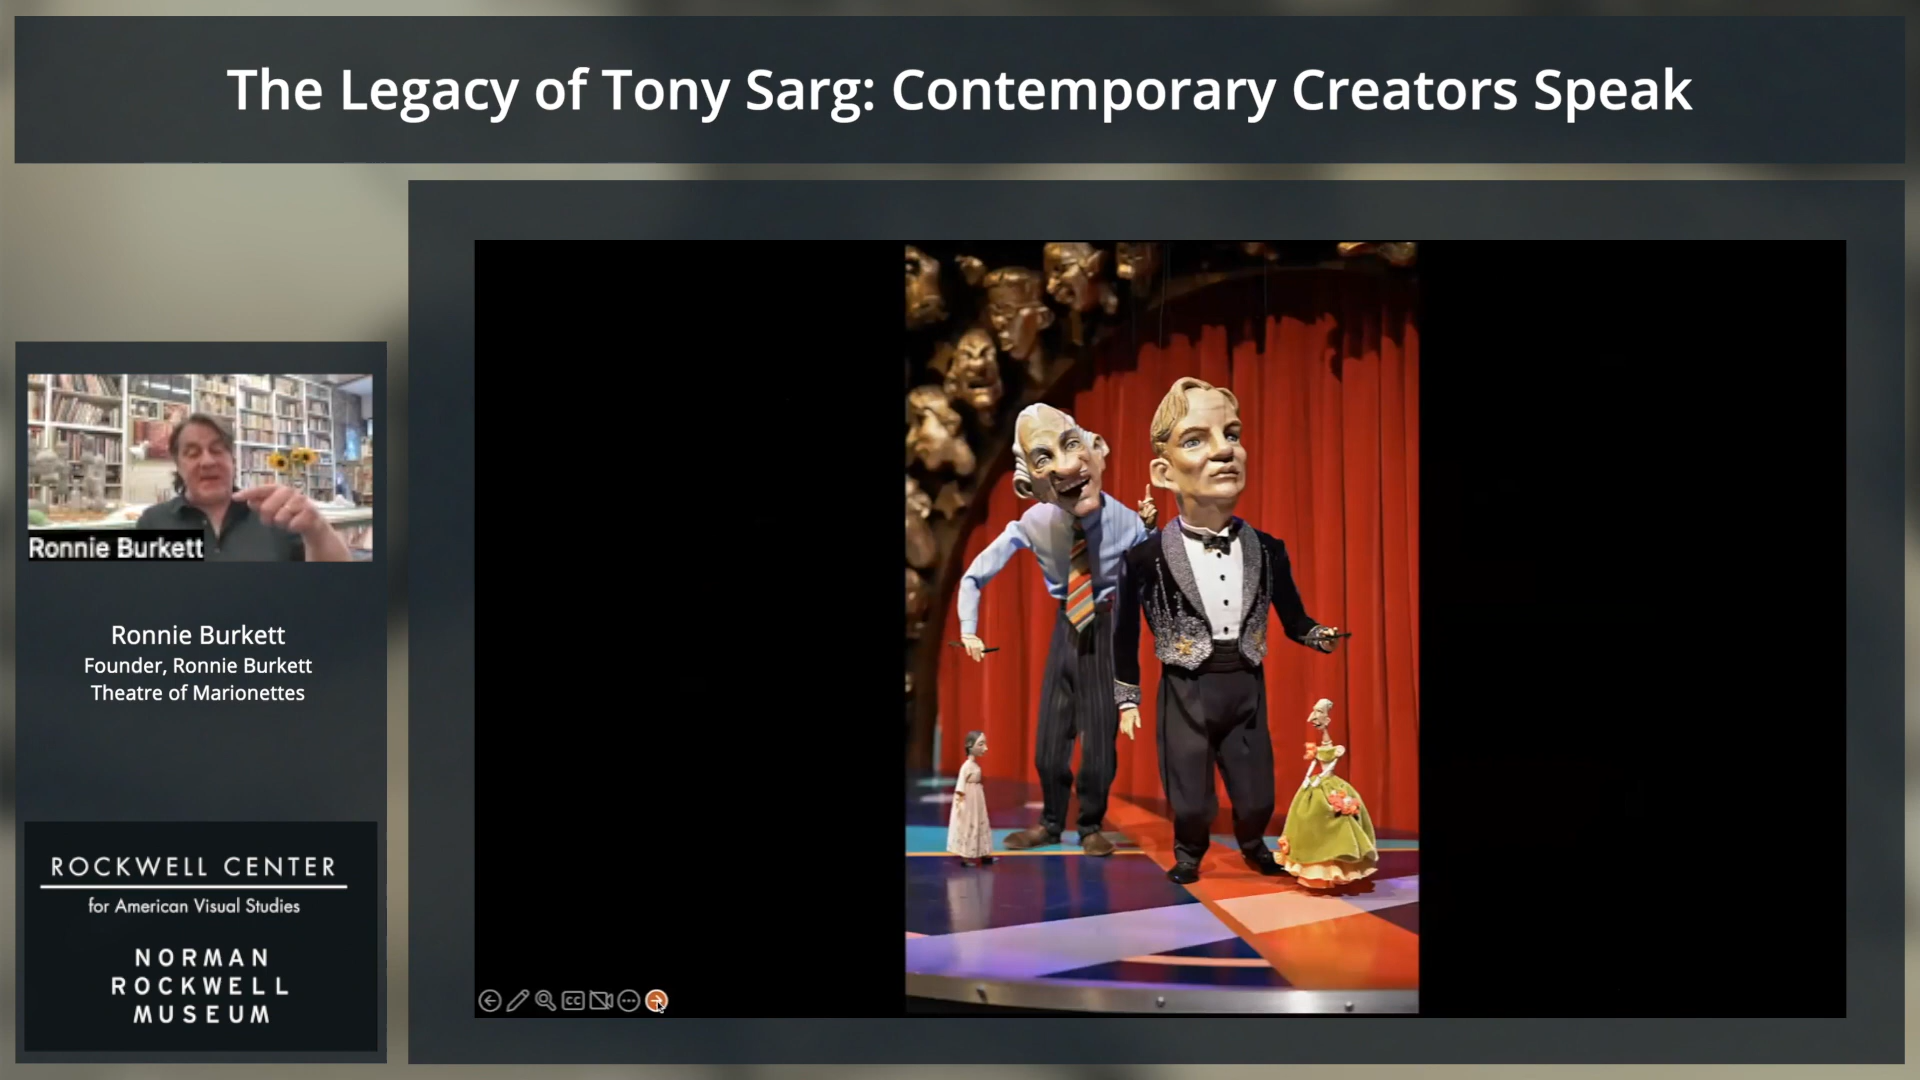 The Legacy of Tony Sarg: Contemporary Creators Speak
Ronnie Burkett
Ronnie Burkett
Founder, Ronnie Burkett
Theatre of Marionettes
ROCKWELL CENTER
for American Visual Studies
NORMAN
ROCKWELL
MUSEUM
CC